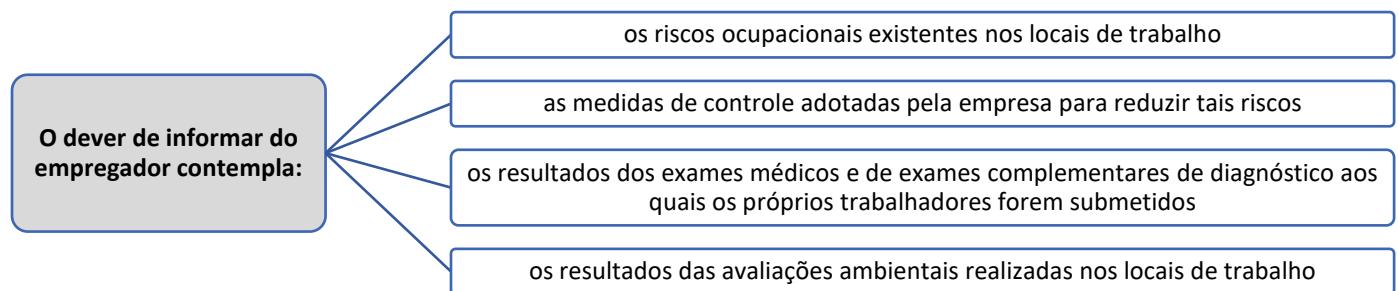 os riscos ocupacionais existentes nos locais de trabalho
as medidas de controle adotadas pela empresa para reduzir tais riscos
O dever de informar do
empregador contempla:
os resultados dos exames médicos e de exames complementares de diagnóstico aos
quais os próprios trabalhadores forem submetidos
os resultados das avaliações ambientais realizadas nos locais de trabalho